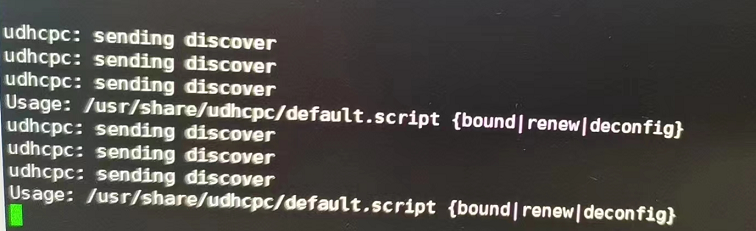 udhcpc: sending discover
udhcpc: sending discover
udhcpc: sending discover
Usage: /usr/share/udhcpc/default.script {bound|renew|deconfig}
udhcpc: sending discover
udhcpc: sending discover
udhcpc: sending discover
Usage: /usr/share/udhcpc/default.script {bound|renew|deconfig}